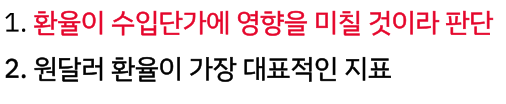 1. 환율이 수입단가에 영향을 미칠 것이라 판단
2. 원달러 환율이 가장 대표적인 지표